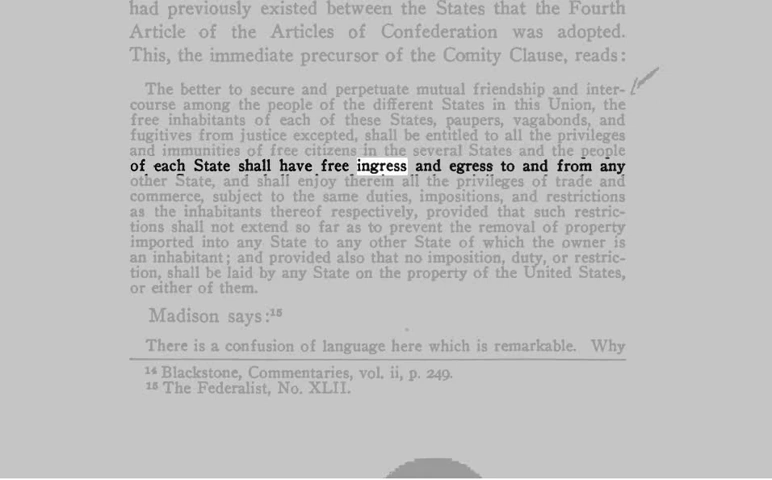 had previously existed between the States that the Fourth
Article of the Articles of Confederation was adopted.
This, the immediate precursor of the Comity Clause, reads:
The better to secure and perpetuate mutual friendship and inter-
course among the people of the different States in this Union, the
free inhabitants of each of these States, paupers, vagabonds, and
fugitives from justice excepted, shall be entitled to all the privileges
and immunities of free citizens in the several States and the people
of each State shall have free ingress and egress to and from any
other State, and shall enjoy therein all the privileges of trade and
commerce, subject to the same duties, impositions, and restrictions
as the inhabitants thereof respectively, provided that such restric-
tions shall not extend so far as to prevent the removal of property
imported into any State to any other State of which the owner is
an inhabitant; and provided also that no imposition, duty, or restric-
tion, shall be laid by any State on the property of the United States,
or either of them.
Madison says:¹⁵
There is a confusion of language here which is remarkable. Why
¹⁴ Blackstone, Commentaries, vol. ii, p. 249.
¹⁵ The Federalist, No. XLII.